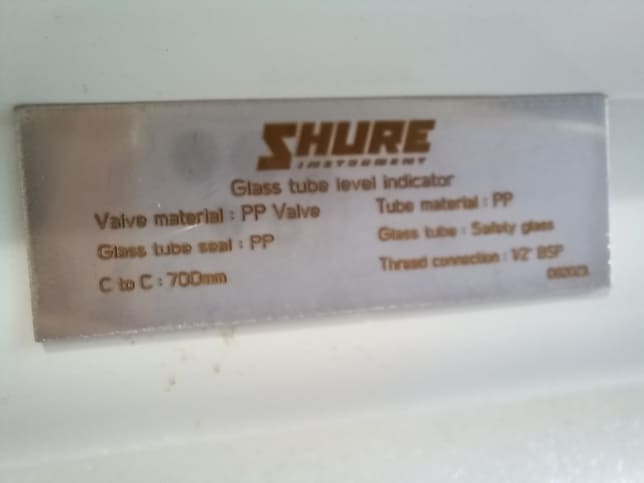 SHURE
INSTRUMENT
Glass tube level indicator
Valve material : PP Valve
Tube material : PP
Glass tube seal : PP
Glass tube : Safety glass
C to C : 700mm
Thread connection : 1/2" BSP
082023